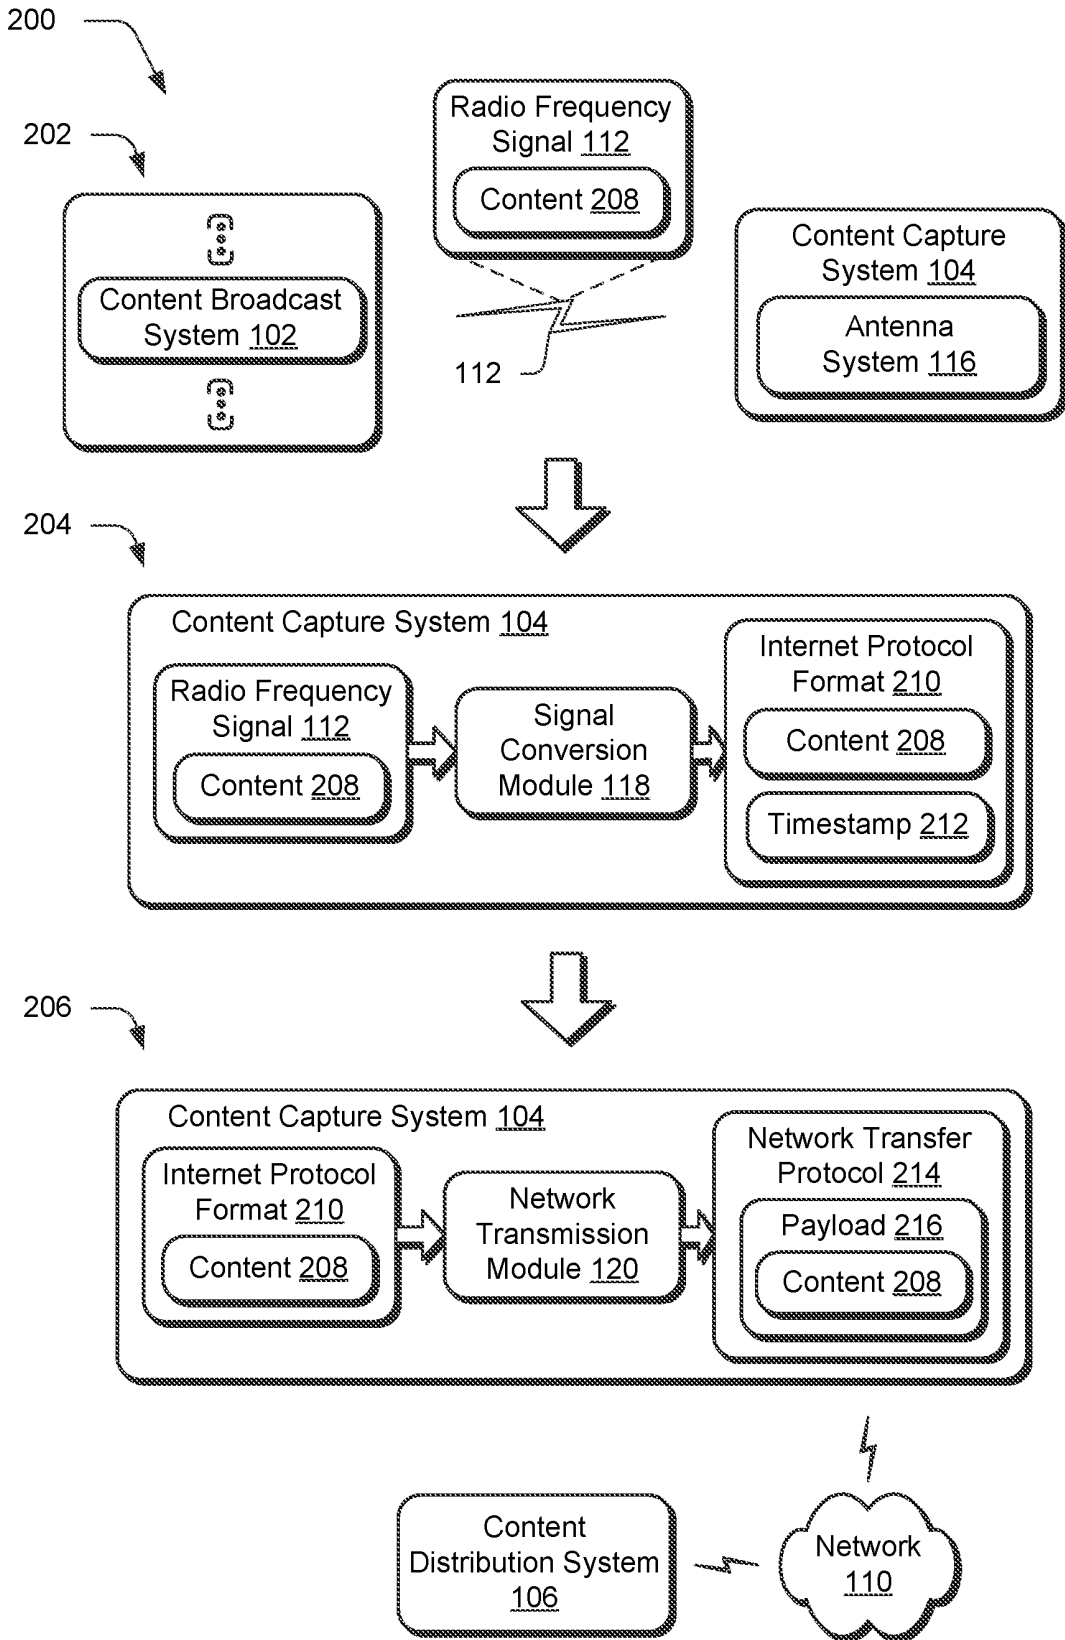 200
202
Radio Frequency
Signal 112
Content 208
Content Broadcast
System 102
112
Content Capture
System 104
Antenna
System 116
204
Content Capture System 104
Radio Frequency
Signal 112
Content 208
Signal
Conversion
Module 118
Internet Protocol
Format 210
Content 208
Timestamp 212
206
Content Capture System 104
Internet Protocol
Format 210
Content 208
Network
Transmission
Module 120
Network Transfer
Protocol 214
Payload 216
Content 208
Content
Distribution System
106
Network
110